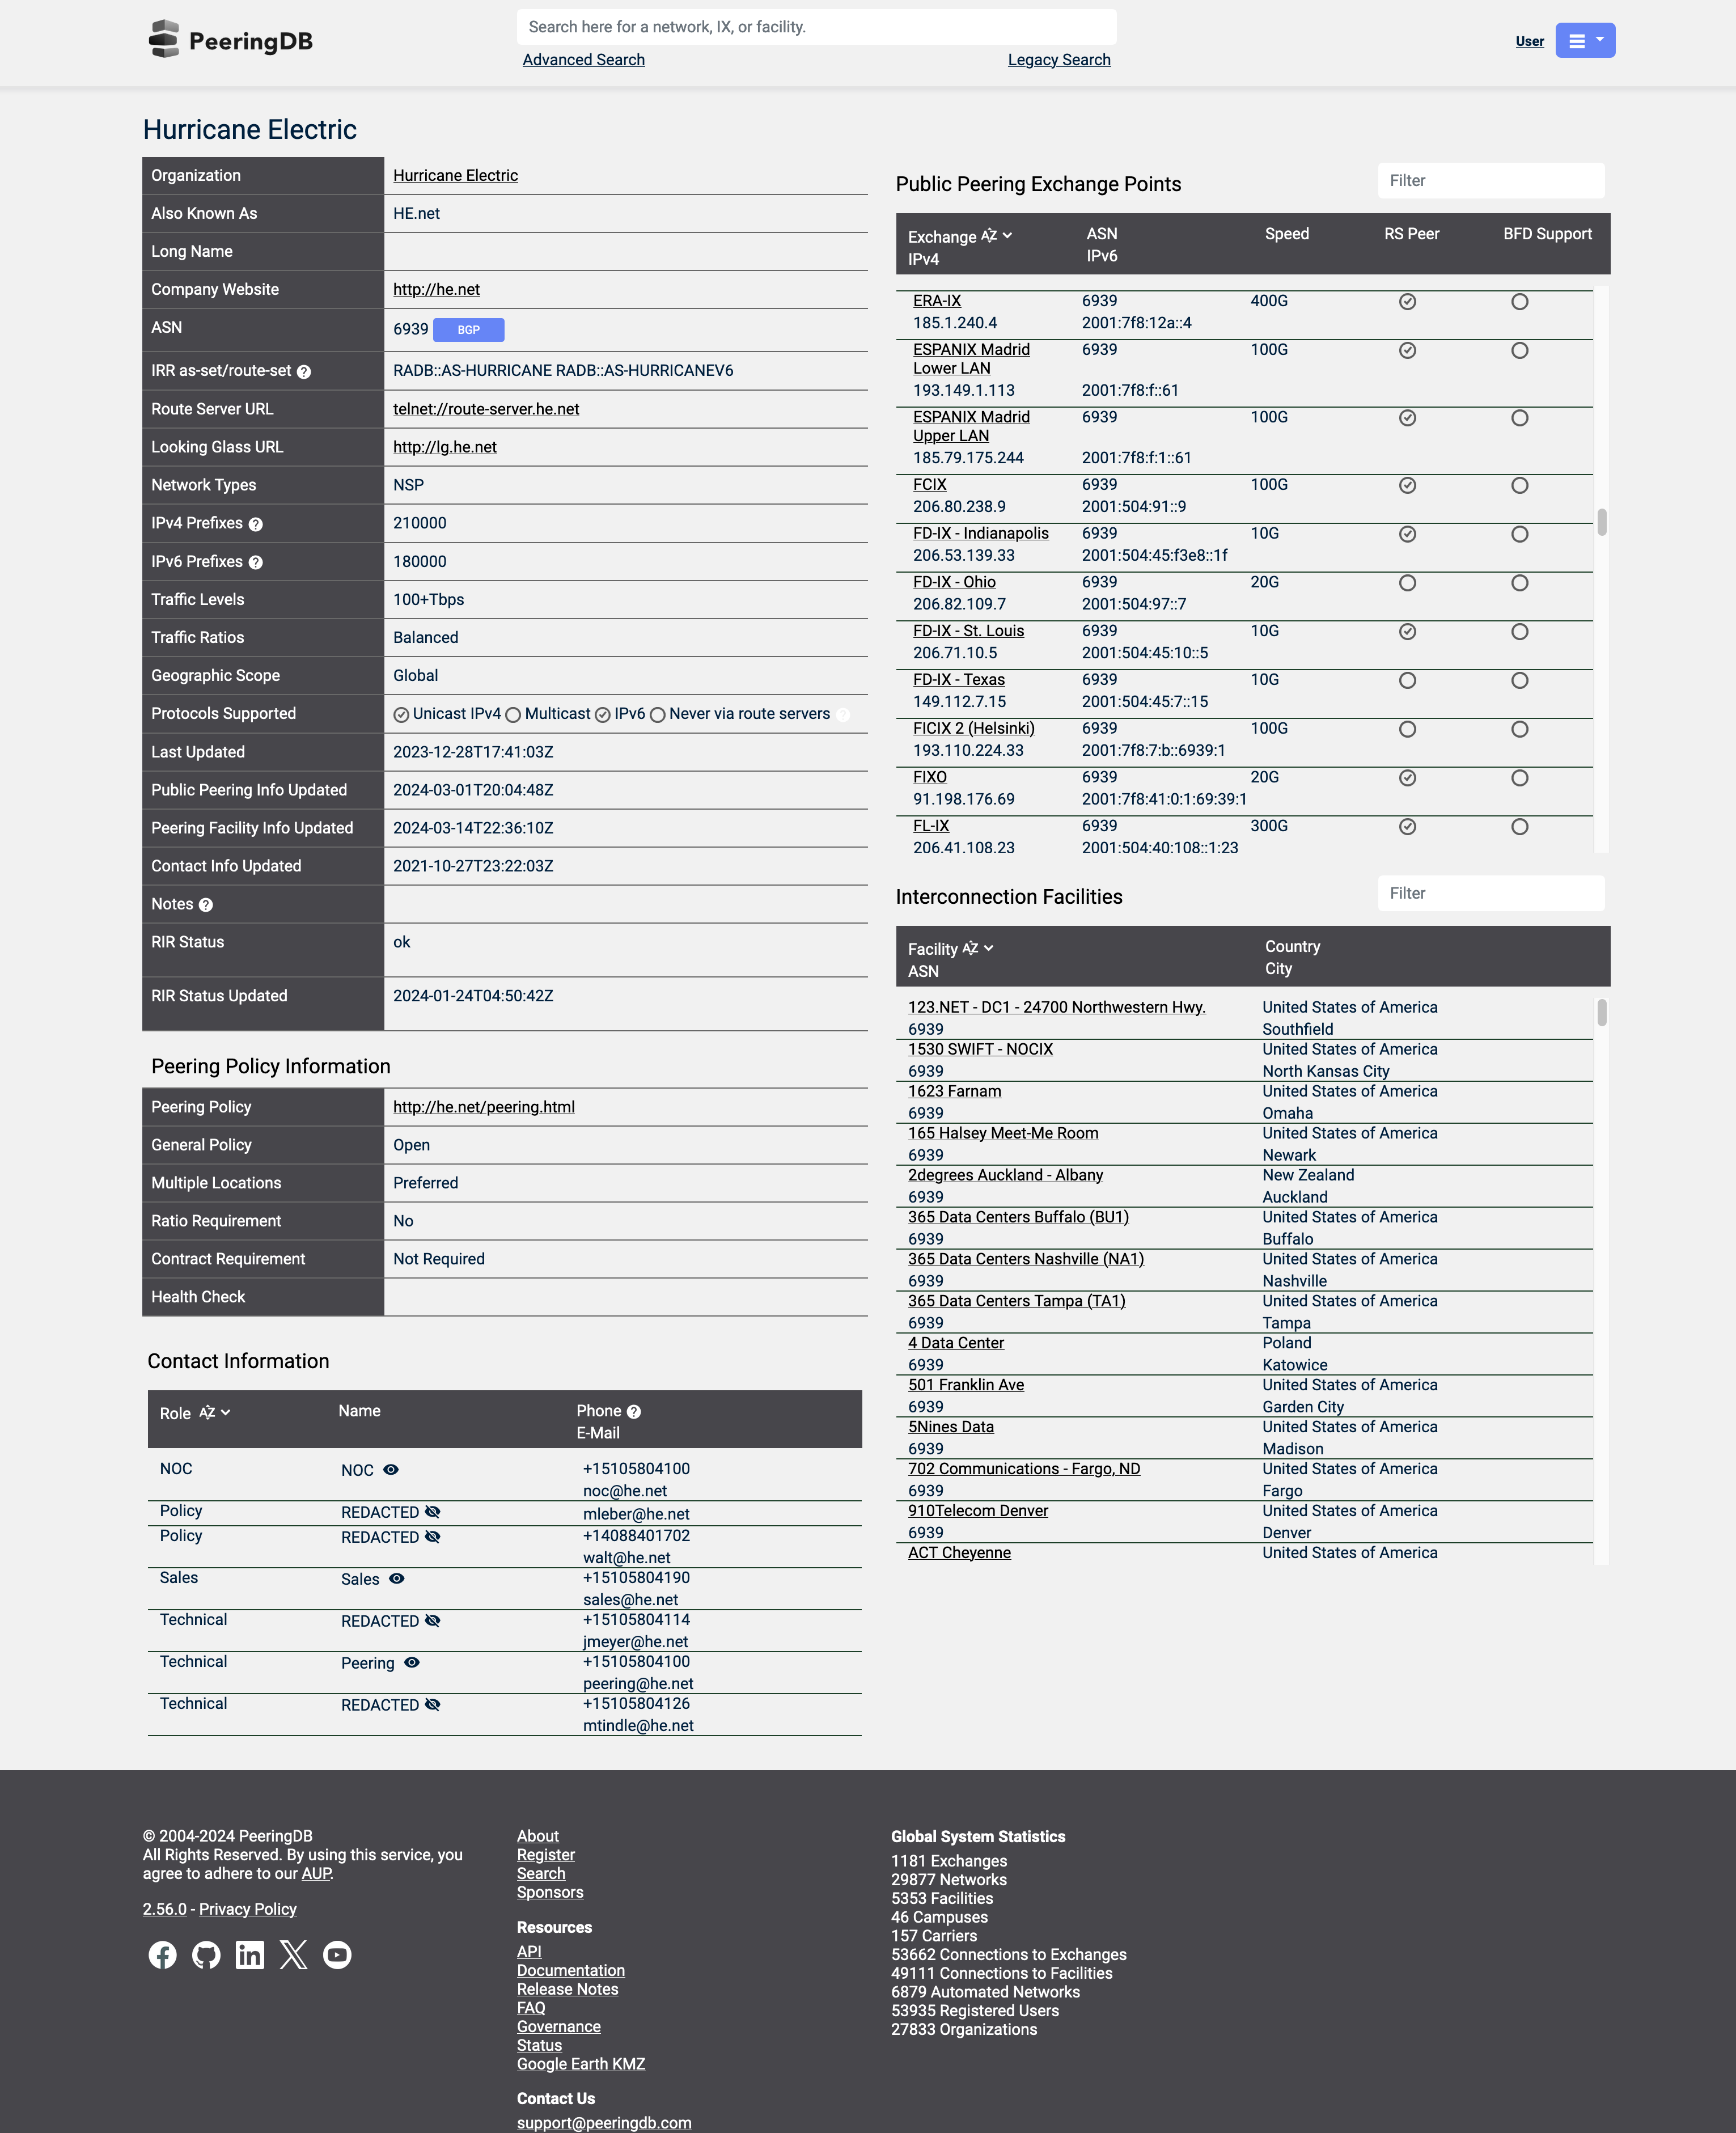 PeeringDB
Search here for a network, IX, or facility.
Advanced Search
Legacy Search
User
Hurricane Electric
Organization
Hurricane Electric
Also Known As
HE.net
Long Name
Company Website
http://he.net
ASN
6939 BGP
IRR as-set/route-set
RADB::AS-HURRICANE RADB::AS-HURRICANEV6
Route Server URL
telnet://route-server.he.net
Looking Glass URL
http://lg.he.net
Network Types
NSP
IPv4 Prefixes
210000
IPv6 Prefixes
180000
Traffic Levels
100+Tbps
Traffic Ratios
Balanced
Geographic Scope
Global
Protocols Supported
Unicast IPv4 Multicast IPv6 Never via route servers
Last Updated
2023-12-28T17:41:03Z
Public Peering Info Updated
2024-03-01T20:04:48Z
Peering Facility Info Updated
2024-03-14T22:36:10Z
Contact Info Updated
2021-10-27T23:22:03Z
Notes
RIR Status
ok
RIR Status Updated
2024-01-24T04:50:42Z
Peering Policy Information
Peering Policy
http://he.net/peering.html
General Policy
Open
Multiple Locations
Preferred
Ratio Requirement
No
Contract Requirement
Not Required
Health Check
Contact Information
Role
Name
Phone
E-Mail
NOC
NOC
+15105804100
noc@he.net
Policy
REDACTED
mleber@he.net
Policy
REDACTED
+14088401702
walt@he.net
Sales
Sales
+15105804190
sales@he.net
Technical
REDACTED
+15105804114
jmeyer@he.net
Technical
Peering
+15105804100
peering@he.net
Technical
REDACTED
+15105804126
mtindle@he.net
Public Peering Exchange Points
Filter
Exchange ASN Speed RS Peer BFD Support
IPv4 IPv6
ERA-IX 6939 400G
185.1.240.4 2001:7f8:12a::4
ESPANIX Madrid 6939 100G
Lower LAN
193.149.1.113 2001:7f8:f::61
ESPANIX Madrid 6939 100G
Upper LAN
185.79.175.244 2001:7f8:f:1::61
FCIX 6939 100G
206.80.238.9 2001:504:91::9
FD-IX - Indianapolis 6939 10G
206.53.139.33 2001:504:45:f3e8::1f
FD-IX - Ohio 6939 20G
206.82.109.7 2001:504:97::7
FD-IX - St. Louis 6939 10G
206.71.10.5 2001:504:45:10::5
FD-IX - Texas 6939 10G
149.112.7.15 2001:504:45:7::15
FICIX 2 (Helsinki) 6939 100G
193.110.224.33 2001:7f8:7:b::6939:1
FIXO 6939 20G
91.198.176.69 2001:7f8:41:0:1:69:39:1
FL-IX 6939 300G
206.41.108.23 2001:504:40:108::1:23
Interconnection Facilities
Filter
Facility Country
ASN City
123.NET - DC1 - 24700 Northwestern Hwy. United States of America
6939 Southfield
1530 SWIFT - NOCIX United States of America
6939 North Kansas City
1623 Farnam United States of America
6939 Omaha
165 Halsey Meet-Me Room United States of America
6939 Newark
2degrees Auckland - Albany New Zealand
6939 Auckland
365 Data Centers Buffalo (BU1) United States of America
6939 Buffalo
365 Data Centers Nashville (NA1) United States of America
6939 Nashville
365 Data Centers Tampa (TA1) United States of America
6939 Tampa
4 Data Center Poland
6939 Katowice
501 Franklin Ave United States of America
6939 Garden City
5Nines Data United States of America
6939 Madison
702 Communications - Fargo, ND United States of America
6939 Fargo
910Telecom Denver United States of America
6939 Denver
ACT Cheyenne United States of America
© 2004-2024 PeeringDB
All Rights Reserved. By using this service, you
agree to adhere to our AUP.
2.56.0 - Privacy Policy
About
Register
Search
Sponsors
Resources
API
Documentation
Release Notes
FAQ
Governance
Status
Google Earth KMZ
Contact Us
support@peeringdb.com
Global System Statistics
1181 Exchanges
29877 Networks
5353 Facilities
46 Campuses
157 Carriers
53662 Connections to Exchanges
49111 Connections to Facilities
6879 Automated Networks
53935 Registered Users
27833 Organizations